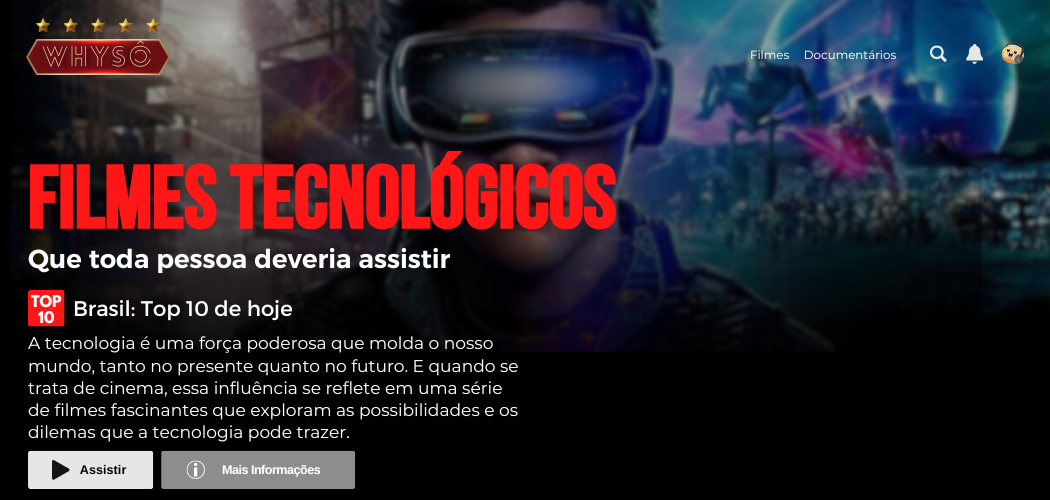 WHYSÔ
Filmes Documentários
FILMES TECNOLÓGICOS
Que toda pessoa deveria assistir
TOP
10
Brasil: Top 10 de hoje
A tecnologia é uma força poderosa que molda o nosso
mundo, tanto no presente quanto no futuro. E quando se
trata de cinema, essa influência se reflete em uma série
de filmes fascinantes que exploram as possibilidades e os
dilemas que a tecnologia pode trazer.
Assistir Mais Informações